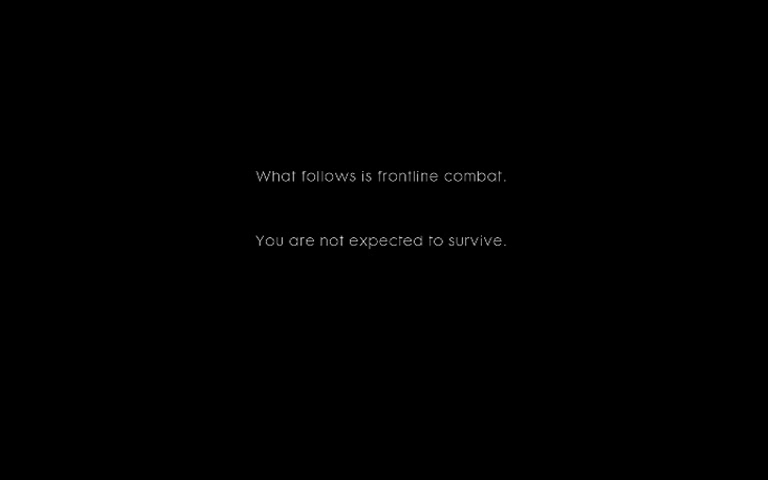 What follows is frontline combat.
You are not expected to survive.